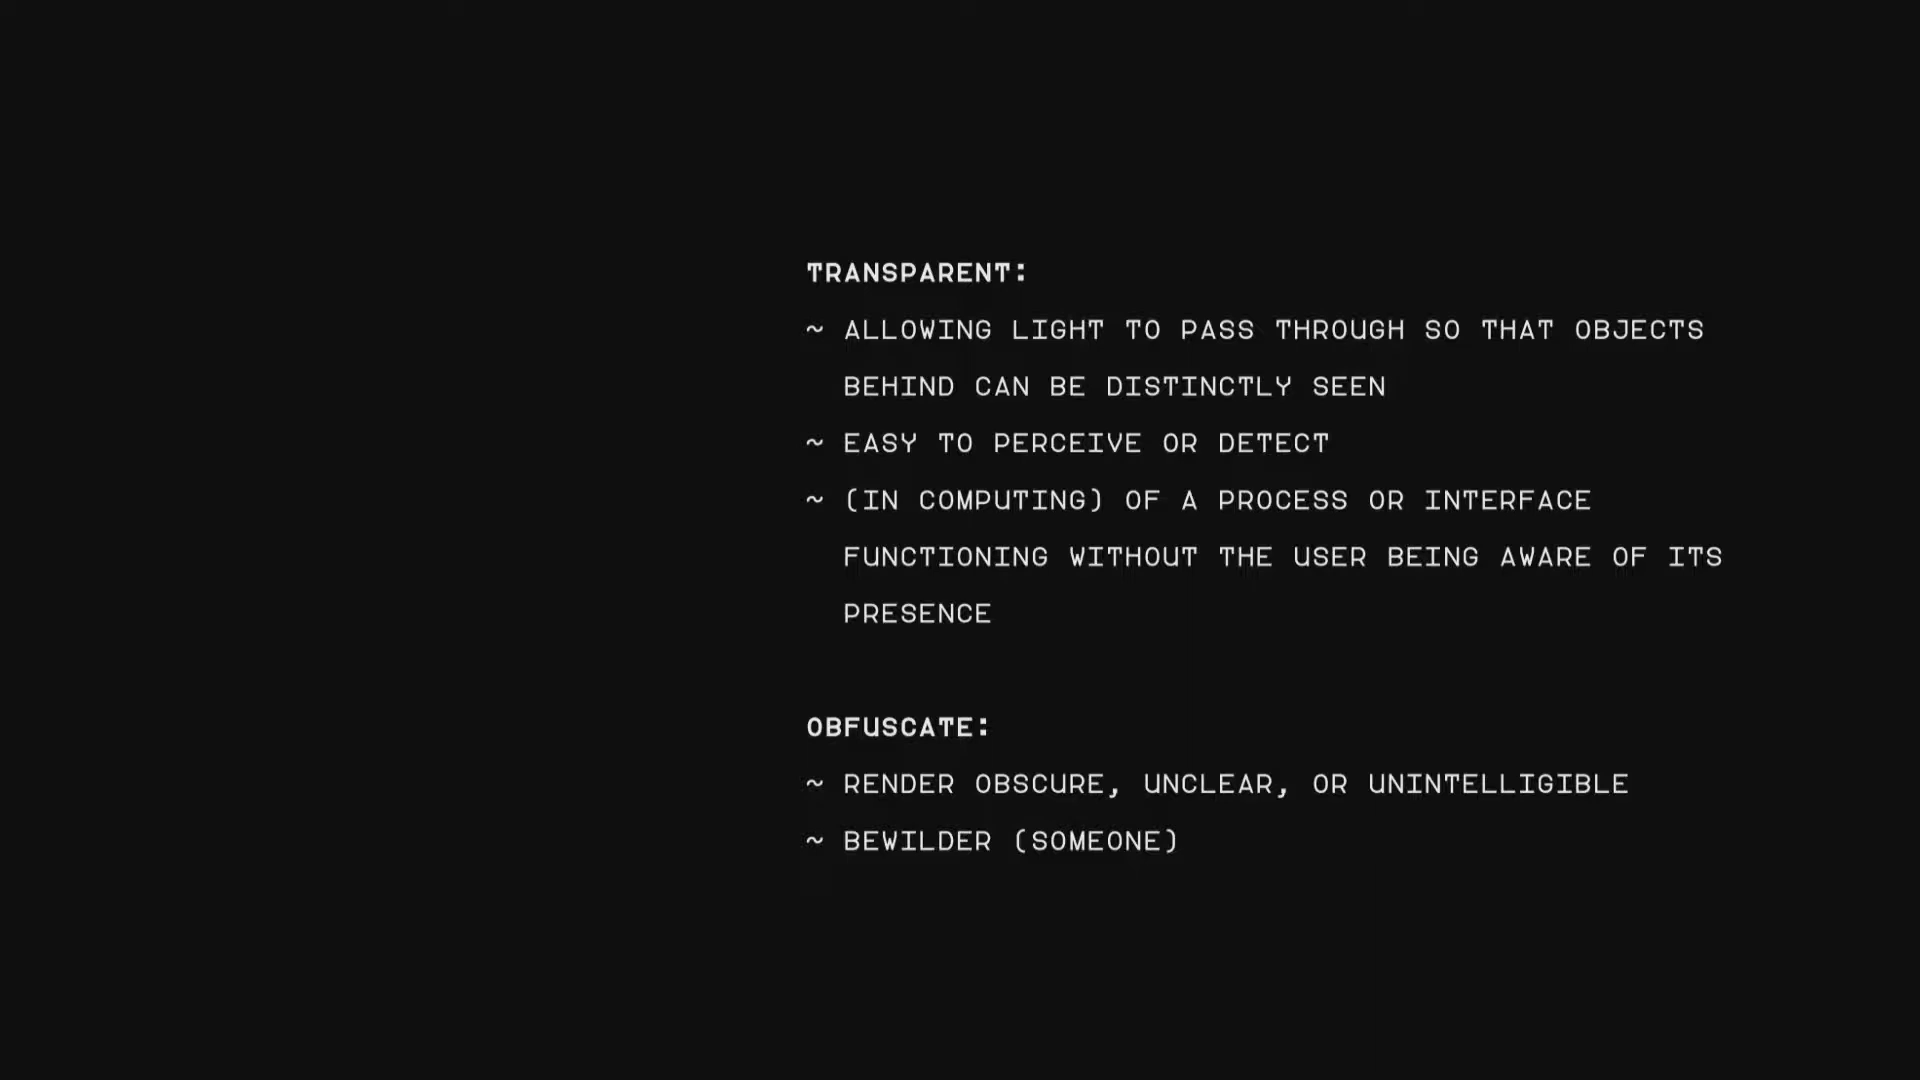 TRANSPARENT:
~ ALLOWING LIGHT TO PASS THROUGH SO THAT OBJECTS
BEHIND CAN BE DISTINCTLY SEEN
~ EASY TO PERCEIVE OR DETECT
~ (IN COMPUTING) OF A PROCESS OR INTERFACE
FUNCTIONING WITHOUT THE USER BEING AWARE OF ITS
PRESENCE
OBFUSCATE:
~ RENDER OBSCURE, UNCLEAR, OR UNINTELLIGIBLE
~ BEWILDER (SOMEONE)